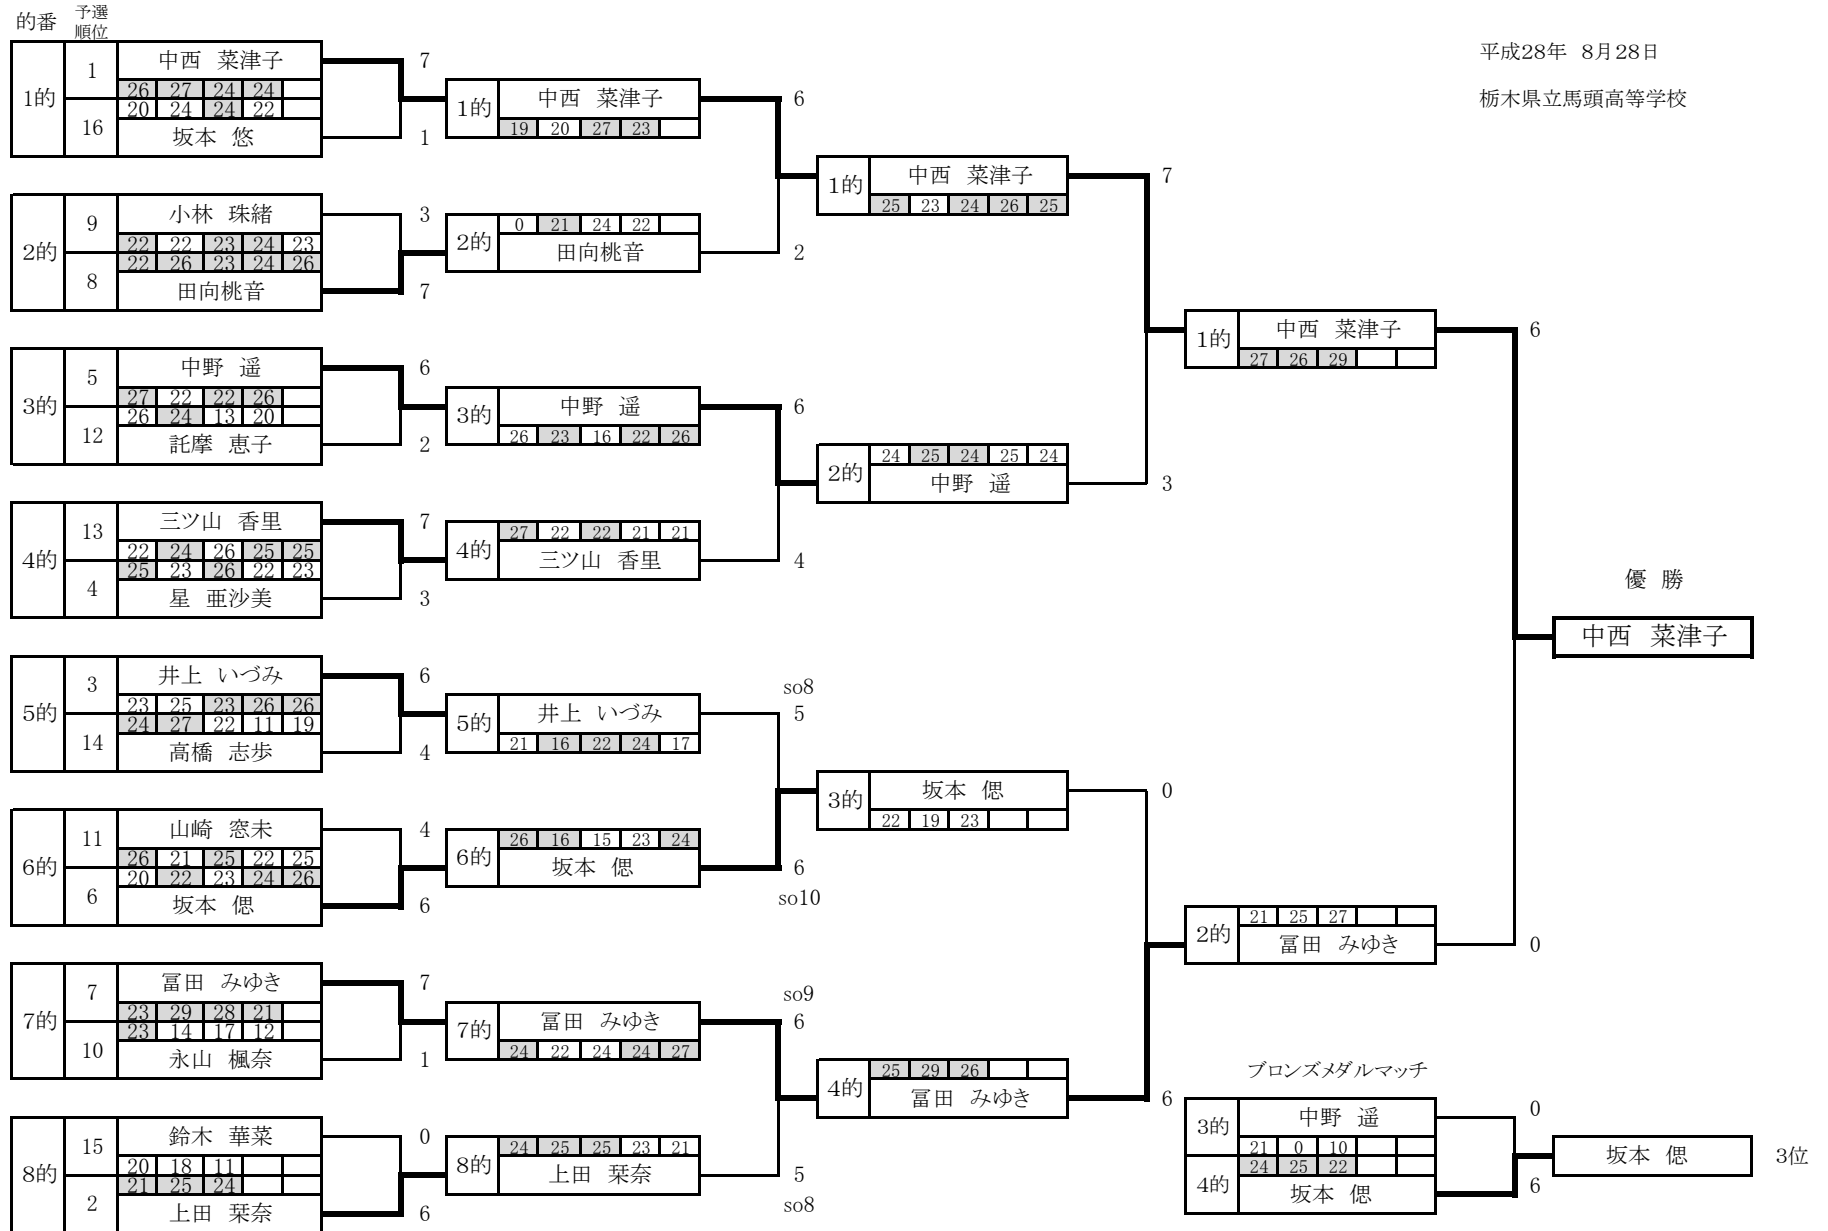 的番 予選順位
平成28年 8月28日
栃木県立馬頭高等学校
1的
1 中西 菜津子 7
26 27 24 24
20 24 24 22
16 坂本 悠 1
2的
9 小林 珠緒 3
22 22 23 24 23
22 26 23 24 26
8 田向桃音 7
3的
5 中野 遥 6
27 22 22 26
26 24 13 20
12 託摩 恵子 2
4的
13 三ツ山 香里 7
22 24 26 25 25
25 23 26 22 23
4 星 亜沙美 3
5的
3 井上 いづみ 6
23 25 23 26 26
24 27 22 11 19
14 高橋 志歩 4
6的
11 山崎 窓未 4
26 21 25 22 25
20 22 23 24 26
6 坂本 偲 6
7的
7 冨田 みゆき 7
23 29 28 21
23 14 17 12
10 永山 楓奈 1
8的
15 鈴木 華菜 0
20 18 11
21 25 24
2 上田 栞奈 6
1的 中西 菜津子 6
19 20 27 23
0 21 24 22
2的 田向桃音 2
3的 中野 遥 6
26 23 16 22 26
27 22 22 21 21
4的 三ツ山 香里 4
so8
5的 井上 いづみ 5
21 16 22 24 17
26 16 15 23 24
6的 坂本 偲 6
so10
so9
7的 冨田 みゆき 6
24 22 24 24 27
24 25 25 23 21
8的 上田 栞奈 5
so8
1的 中西 菜津子 7
25 23 24 26 25
24 25 24 25 24
2的 中野 遥 3
3的 坂本 偲 0
22 19 23
25 29 26
4的 冨田 みゆき 6
1的 中西 菜津子 6
27 26 29
21 25 27
2的 冨田 みゆき 0
優 勝
中西 菜津子
ブロンズメダルマッチ
3的 中野 遥 0
21 0 10
24 25 22
4的 坂本 偲 6
坂本 偲 3位